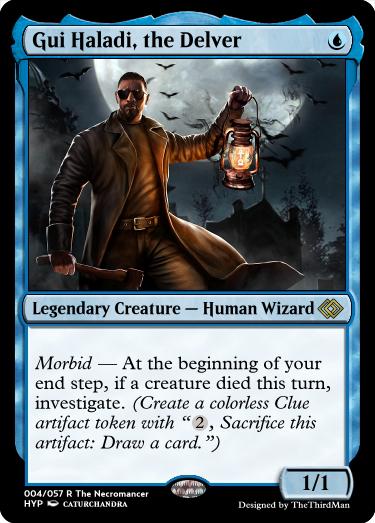 Gui Haladi, the Delver
Legendary Creature — Human Wizard
Morbid — At the beginning of your
end step, if a creature died this turn,
investigate. (Create a colorless Clue
artifact token with “2, Sacrifice this
artifact: Draw a card.”)
1/1
004/057 R The Necromancer
HYP CATURCHANDRA
Designed by TheThirdMan